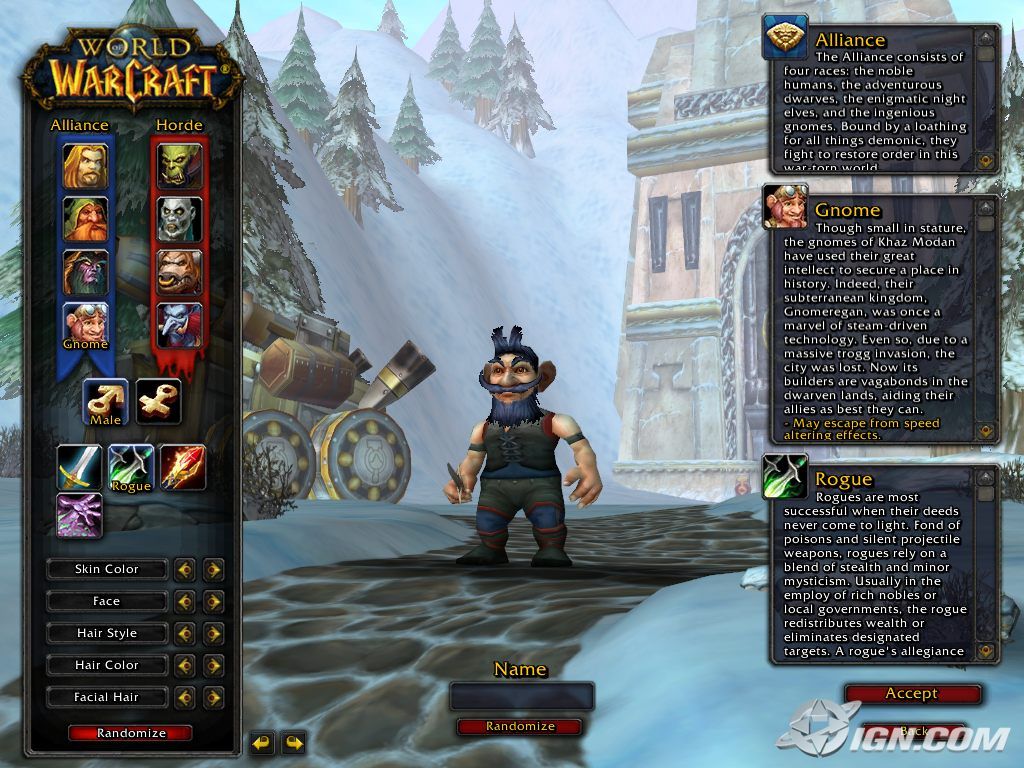 WORLD
OF
WARCRAFT®
Alliance Horde
Gnome
Male
Rogue
Skin Color
Face
Hair Style
Hair Color
Facial Hair
Randomize
Name
Randomize
Alliance
The Alliance consists of
four races: the noble
humans, the adventurous
dwarves, the enigmatic night
elves, and the ingenious
gnomes. Bound by a loathing
for all things demonic, they
fight to restore order in this
war-torn world.
Gnome
Though small in stature,
the gnomes of Khaz Modan
have used their great
intellect to secure a place in
history. Indeed, their
subterranean kingdom,
Gnomeregan, was once a
marvel of steam-driven
technology. Even so, due to a
massive trogg invasion, the
city was lost. Now its
builders are vagabonds in the
dwarven lands, aiding their
allies as best they can.
- May escape from speed
altering effects.
Rogue
Rogues are most
successful when their deeds
never come to light. Fond of
poisons and silent projectile
weapons, rogues rely on a
blend of stealth and minor
mysticism. Usually in the
employ of rich nobles or
local governments, the rogue
redistributes wealth or
eliminates designated
targets. A rogue's allegiance
Accept
Back
IGN.COM